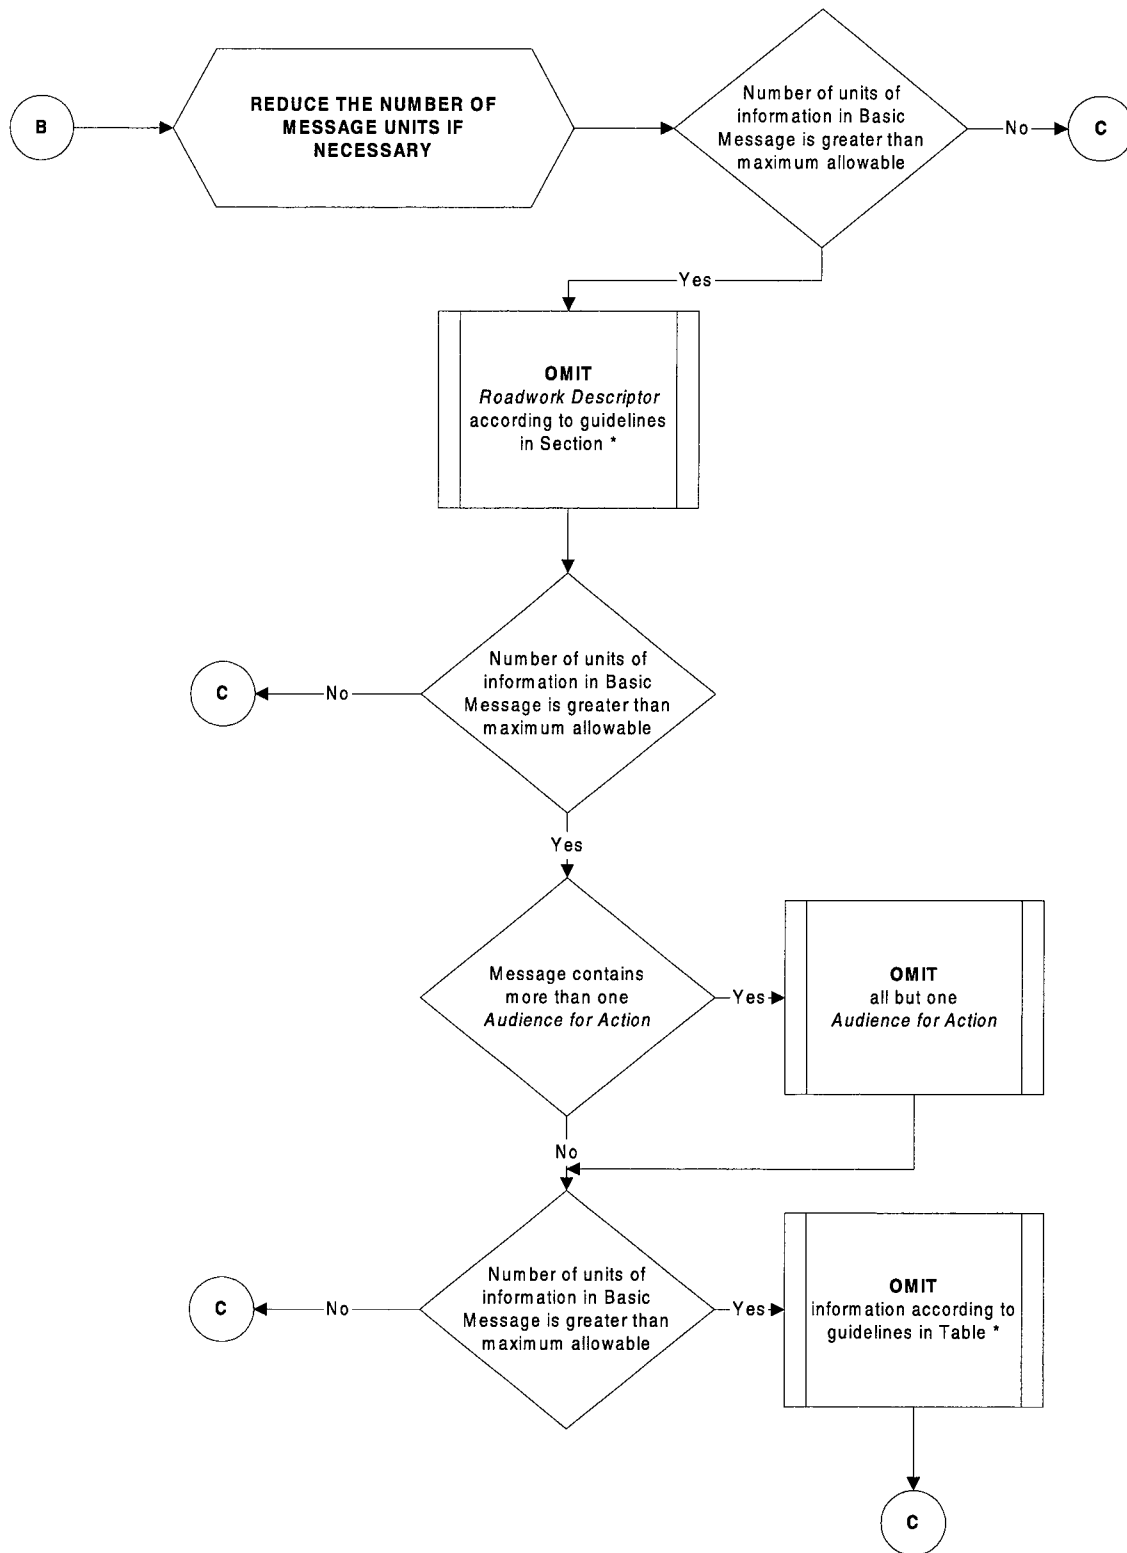 B
REDUCE THE NUMBER OF
MESSAGE UNITS IF
NECESSARY
Number of units of
information in Basic
Message is greater than
maximum allowable
No
C
Yes
OMIT
Roadwork Descriptor
according to guidelines
in Section *
Number of units of
information in Basic
Message is greater than
maximum allowable
No
C
Yes
Message contains
more than one
Audience for Action
Yes
OMIT
all but one
Audience for Action
No
Number of units of
information in Basic
Message is greater than
maximum allowable
No
C
Yes
OMIT
information according to
guidelines in Table *
C